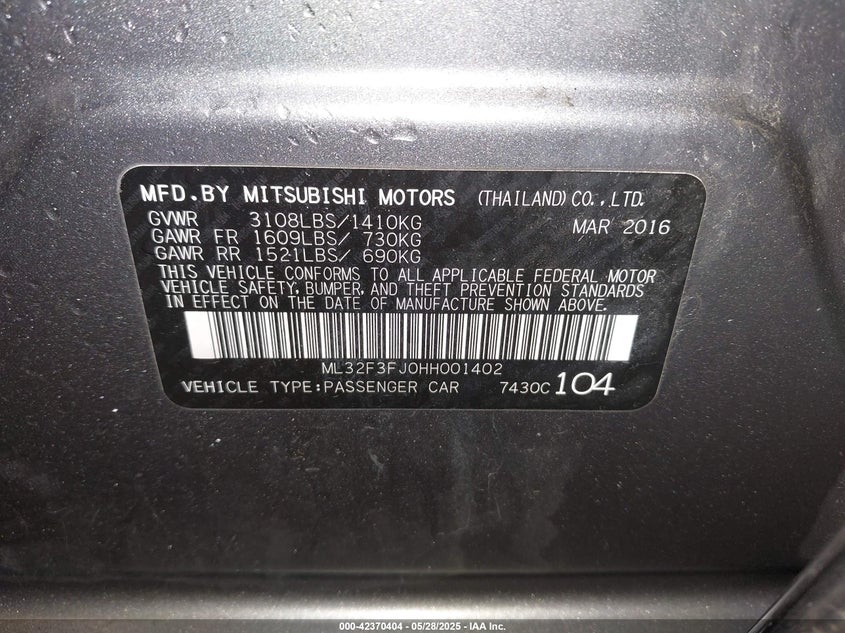 MFD.BY MITSUBISHI MOTORS (THAILAND)CO.,LTD.
GVWR 3108LBS/1410KG MAR 2016
GAWR FR 1609LBS/ 730KG
GAWR RR 1521LBS/ 690KG
THIS VEHICLE CONFORMS TO ALL APPLICABLE FEDERAL MOTOR
VEHICLE SAFETY, BUMPER, AND THEFT PREVENTION STANDARDS
IN EFFECT ON THE DATE OF MANUFACTURE SHOWN ABOVE.
ML32F3FJ0HH001402
VEHICLE TYPE:PASSENGER CAR 7430C 104
000-42370404 - 05/28/2025 - IAA Inc.